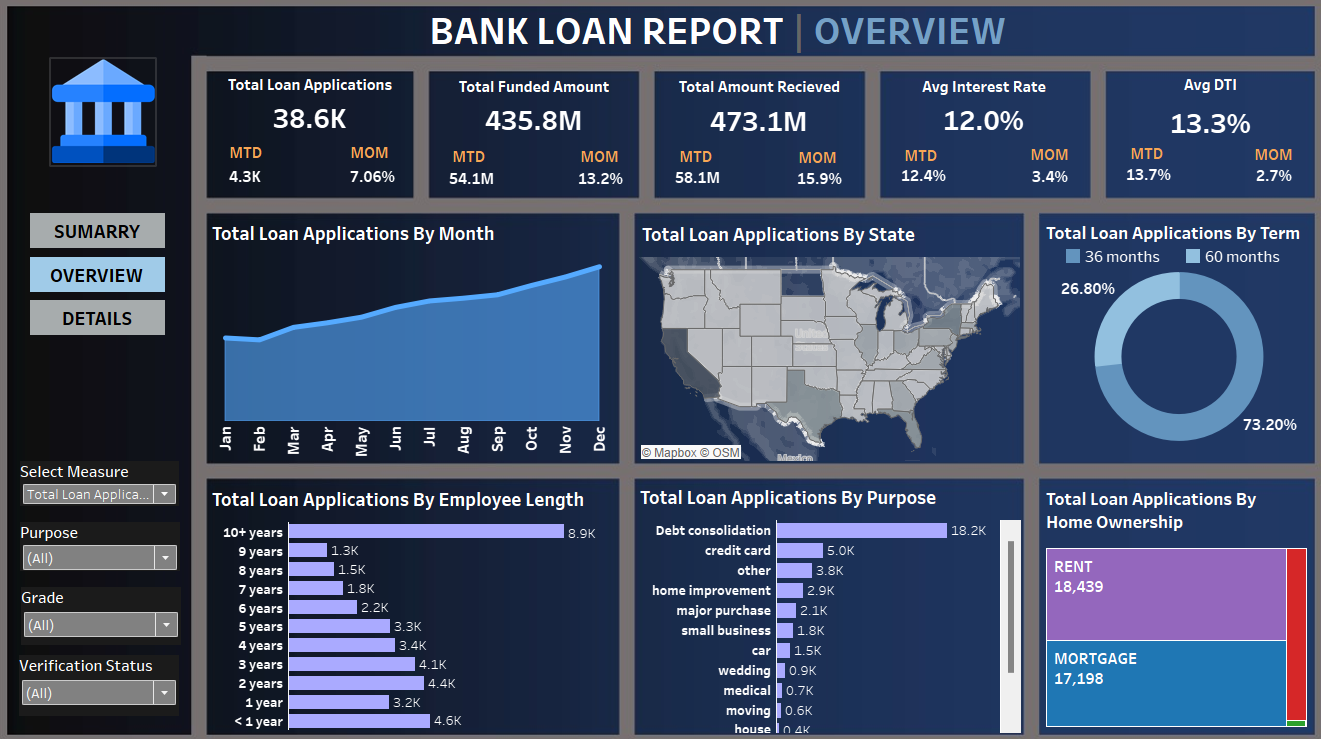 BANK LOAN REPORT | OVERVIEW
Total Loan Applications
38.6K
MTD
MOM
4.3K
7.06%
Total Funded Amount
435.8M
MTD
MOM
54.1M
13.2%
Total Amount Recieved
473.1M
MTD
MOM
58.1M
15.9%
Avg Interest Rate
12.0%
MTD
MOM
12.4%
3.4%
Avg DTI
13.3%
MTD
MOM
13.7%
2.7%
SUMARRY
OVERVIEW
DETAILS
Select Measure
Total Loan Applica...
Purpose
(All)
Grade
(All)
Verification Status
(All)
Total Loan Applications By Month
Jan
Feb
Mar
Apr
May
Jun
Jul
Aug
Sep
Oct
Nov
Dec
Total Loan Applications By State
United
Mexico
© Mapbox © OSM
Total Loan Applications By Term
36 months
60 months
26.80%
73.20%
Total Loan Applications By Employee Length
10+ years 8.9K
9 years 1.3K
8 years 1.5K
7 years 1.8K
6 years 2.2K
5 years 3.3K
4 years 3.4K
3 years 4.1K
2 years 4.4K
1 year 3.2K
< 1 year 4.6K
Total Loan Applications By Purpose
Debt consolidation 18.2K
credit card 5.0K
other 3.8K
home improvement 2.9K
major purchase 2.1K
small business 1.8K
car 1.5K
wedding 0.9K
medical 0.7K
moving 0.6K
house 0.4K
Total Loan Applications By
Home Ownership
RENT
18,439
MORTGAGE
17,198